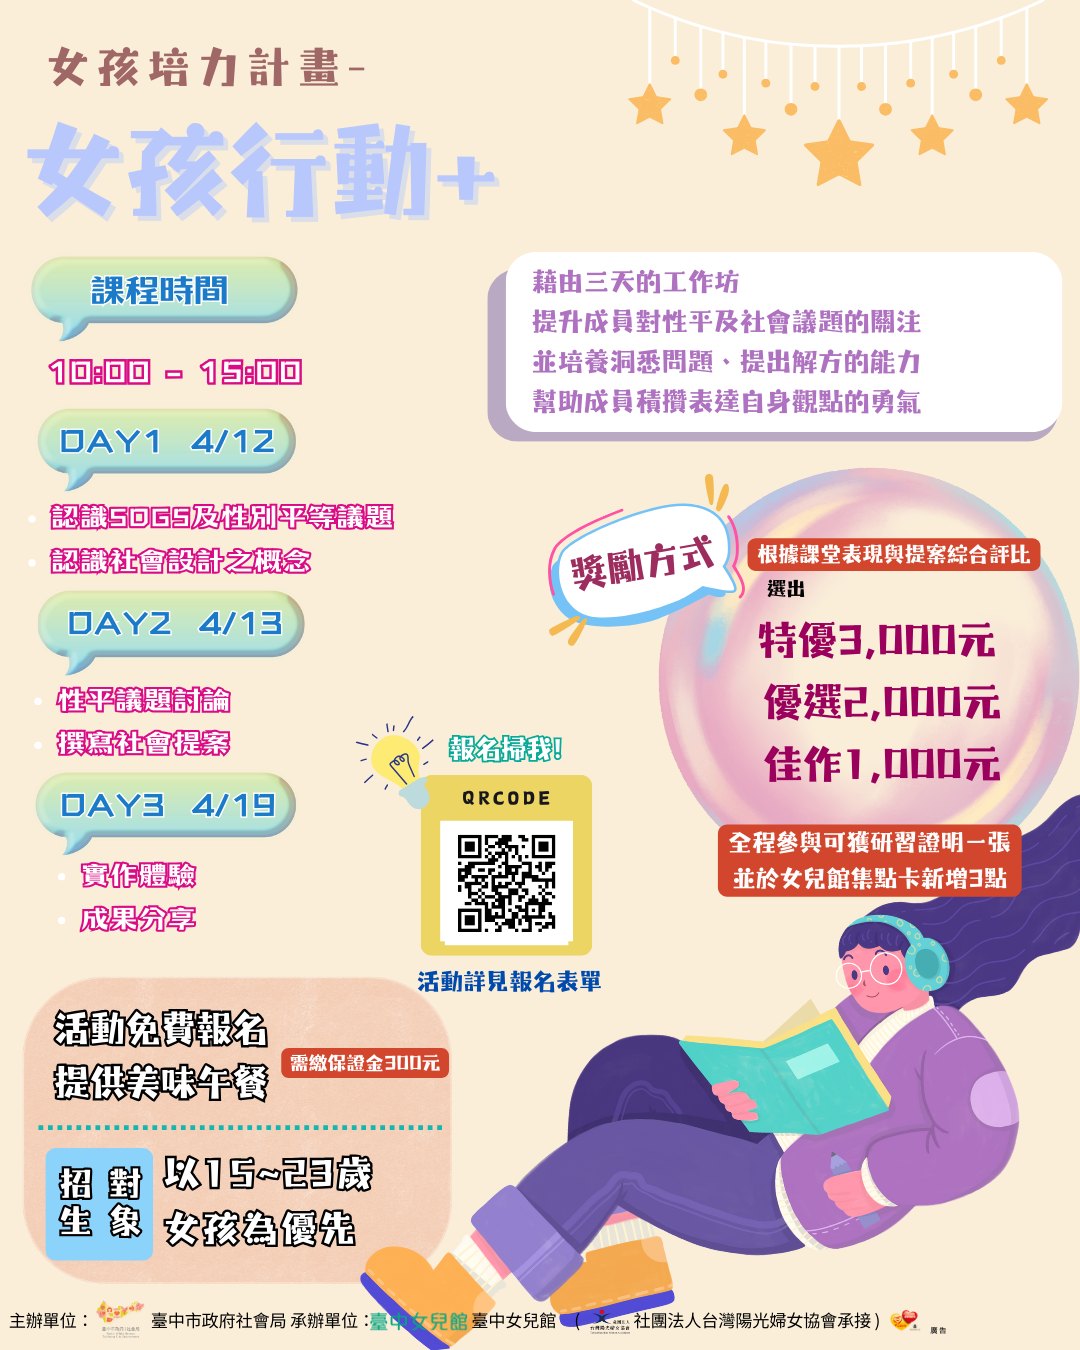 女孩培力計畫-
女孩行動+
課程時間
10:00 - 15:00
DAY1 4/12
認識SDGS及性別平等議題
認識社會設計之概念
DAY2 4/13
性平議題討論
撰寫社會提案
DAY3 4/19
實作體驗
成果分享
藉由三天的工作坊
提升成員對性平及社會議題的關注
並培養洞悉問題、提出解方的能力
幫助成員積攢表達自身觀點的勇氣
獎勵方式
根據課堂表現與提案綜合評比
選出
特優3,000元
優選2,000元
佳作1,000元
全程參與可獲研習證明一張
並於女兒館集點卡新增3點
報名掃我!
QRCODE
活動詳見報名表單
活動免費報名
提供美味午餐
需繳保證金300元
招生對象
以15~23歲
女孩為優先
主辦單位： 臺中市政府社會局 承辦單位：臺中女兒館 臺中女兒館 ( 社團法人台灣陽光婦女協會承接 ) 廣告